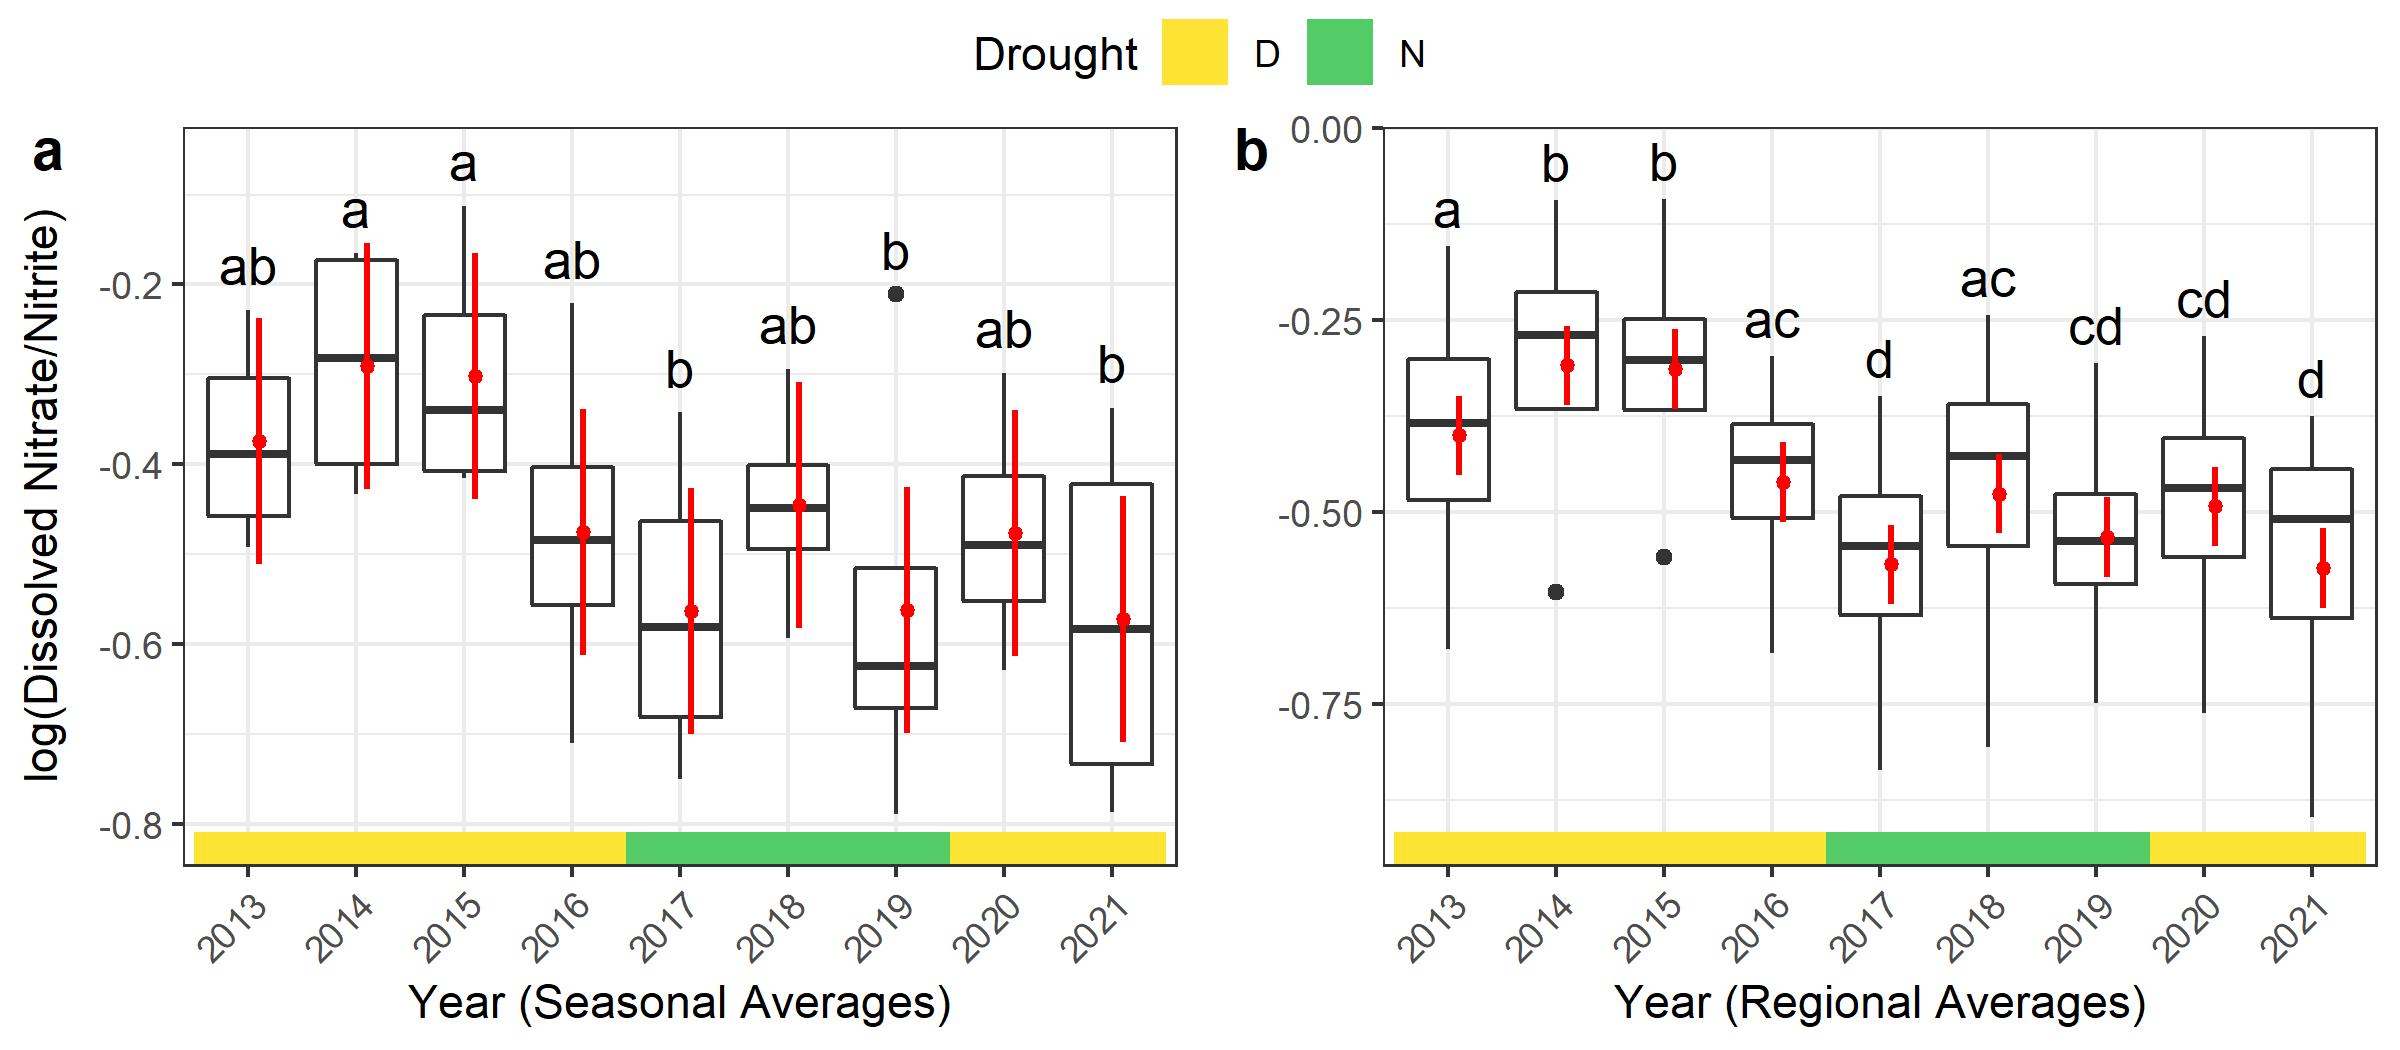 Drought D N
a
log(Dissolved Nitrate/Nitrite)
-0.2
-0.4
-0.6
-0.8
ab a a ab b ab b ab b
2013 2014 2015 2016 2017 2018 2019 2020 2021
Year (Seasonal Averages)
b
0.00
-0.25
-0.50
-0.75
a b b ac d ac cd cd d
2013 2014 2015 2016 2017 2018 2019 2020 2021
Year (Regional Averages)